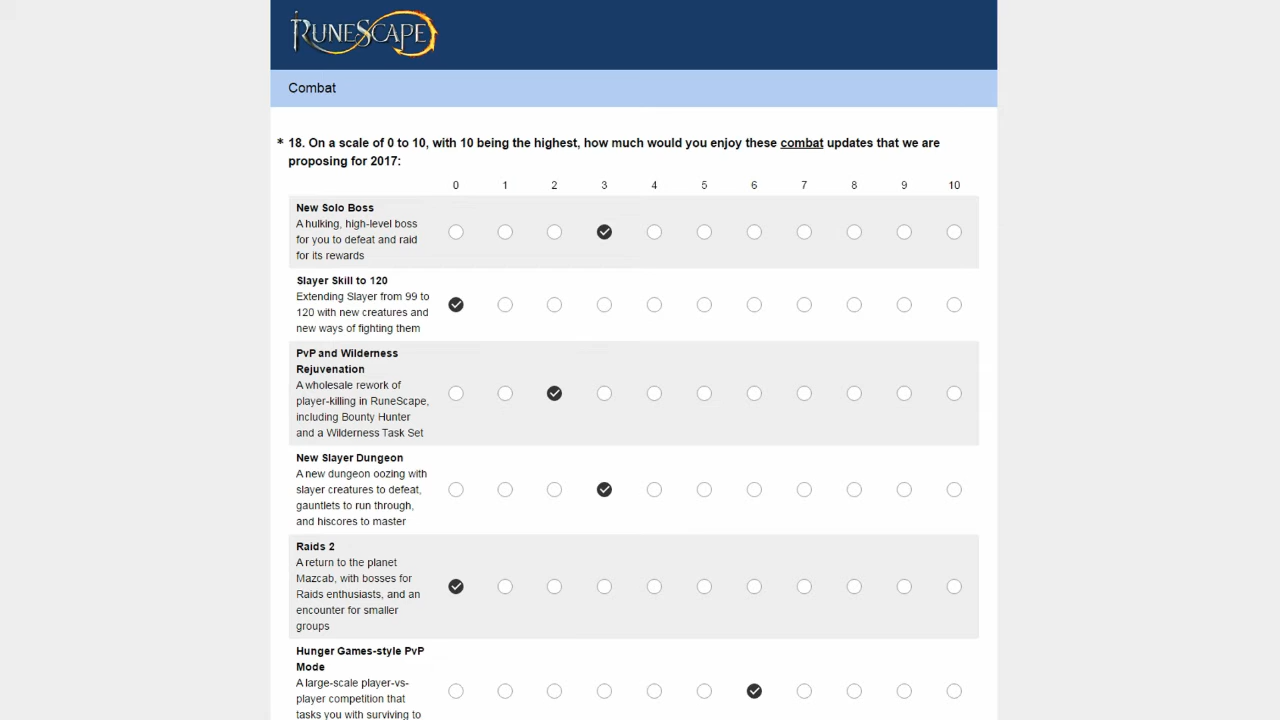 RUNESCAPE
Combat
* 18. On a scale of 0 to 10, with 10 being the highest, how much would you enjoy these combat updates that we are
proposing for 2017:
0 1 2 3 4 5 6 7 8 9 10
New Solo Boss
A hulking, high-level boss
for you to defeat and raid
for its rewards
Slayer Skill to 120
Extending Slayer from 99 to
120 with new creatures and
new ways of fighting them
PvP and Wilderness
Rejuvenation
A wholesale rework of
player-killing in RuneScape,
including Bounty Hunter
and a Wilderness Task Set
New Slayer Dungeon
A new dungeon oozing with
slayer creatures to defeat,
gauntlets to run through,
and hiscores to master
Raids 2
A return to the planet
Mazcab, with bosses for
Raids enthusiasts, and an
encounter for smaller
groups
Hunger Games-style PvP
Mode
A large-scale player-vs-
player competition that
tasks you with surviving to